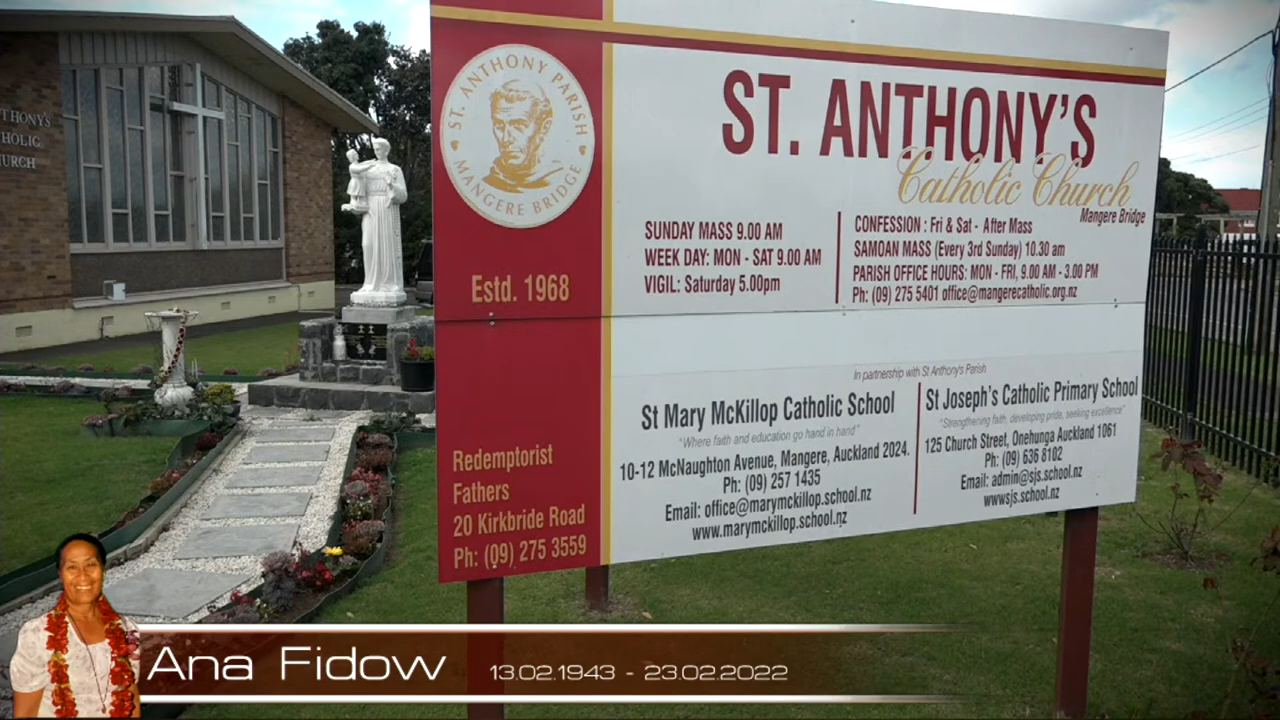 THONY'S
HOLIC
URCH
ST. ANTHONY PARISH
MANGERE BRIDGE
Estd. 1968
Redemptorist
Fathers
20 Kirkbride Road
Ph: (09) 275 3559
ST. ANTHONY'S
Catholic Church
Mangere Bridge
SUNDAY MASS 9.00 AM
WEEK DAY: MON - SAT 9.00 AM
VIGIL: Saturday 5.00pm
CONFESSION : Fri & Sat - After Mass
SAMOAN MASS (Every 3rd Sunday) 10.30 am
PARISH OFFICE HOURS: MON - FRI, 9.00 AM - 3.00 PM
Ph: (09) 275 5401 office@mangerecatholic.org.nz
In partnership with St Anthony's Parish
St Mary McKillop Catholic School
"Where faith and education go hand in hand"
10-12 McNaughton Avenue, Mangere, Auckland 2024.
Ph: (09) 257 1435
Email: office@marymckillop.school.nz
www.marymckillop.school.nz
St Joseph's Catholic Primary School
"Strengthening faith, developing pride, seeking excellence"
125 Church Street, Onehunga Auckland 1061
Ph: (09) 636 8102
Email: admin@sjs.school.nz
wwwsjs.school.nz
Ana Fidow 13.02.1943 - 23.02.2022